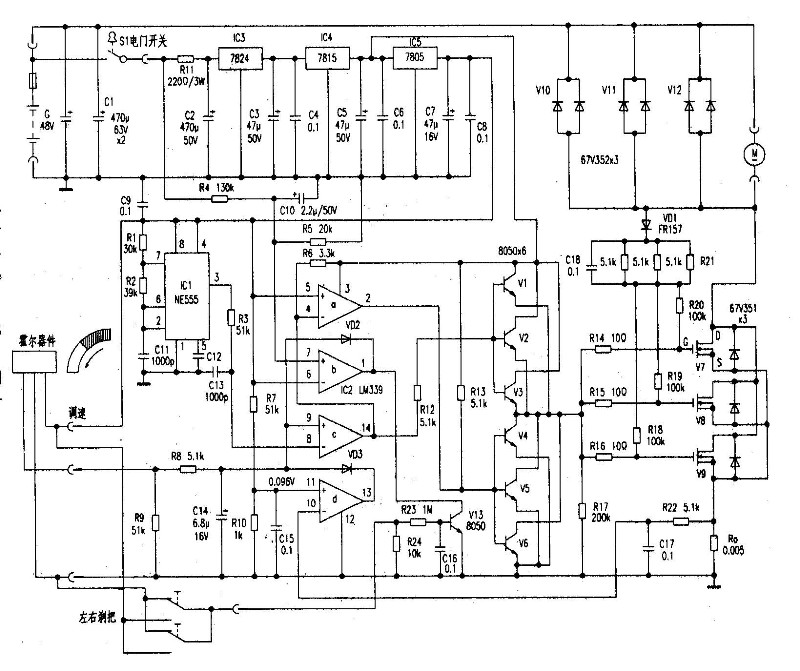 S1电门开关
R11
220Ω/3W
IC3
7824
IC4
7815
IC5
7805
G
48V
C1
470μ
63V
x2
C2
470μ
50V
C3
47μ
50V
C4
0.1
C5
47μ
50V
C6
0.1
C7
47μ
16V
C8
0.1
V10
V11
V12
67V352x3
M
R4 130k
C10 2.2μ/50V
C9
0.1
R5 20k
R6 3.3k
VD1
FR157
8050x6
R1
30k
R2
39k
7
8
4
3
6
2
1
5
IC1
NE555
R3
51k
C11
1000p
C12
C13
1000p
5
4
3
2
a
VD2
7
6
1
b
IC2 LM339
9
8
14
c
VD3
11
10
13
12
d
R7
51k
R12
5.1k
R13
5.1k
V1
V2
V3
V4
V5
V6
C18
0.1
5.1k
5.1k
5.1k
R21
R20
100k
67V351
x3
R14 10Ω
G
D
S
V7
R15 10Ω
R19
100k
V8
R16 10Ω
R18
100k
V9
霍尔器件
调速
R8 5.1k
R9
51k
C14
6.8μ
16V
R10
1k
0.096V
C15
0.1
R23 1M
R24
10k
C16
0.1
V13
8050
R17
200k
R22 5.1k
C17
0.1
Ro
0.005
左右刹把